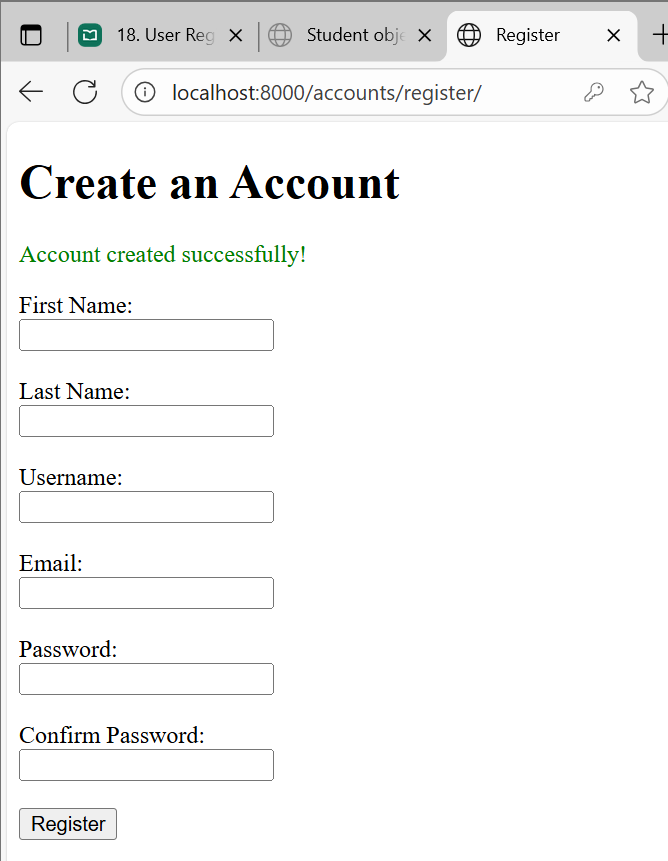 18. User Reg
Student obje
Register
localhost:8000/accounts/register/
Create an Account
Account created successfully!
First Name:
Last Name:
Username:
Email:
Password:
Confirm Password:
Register